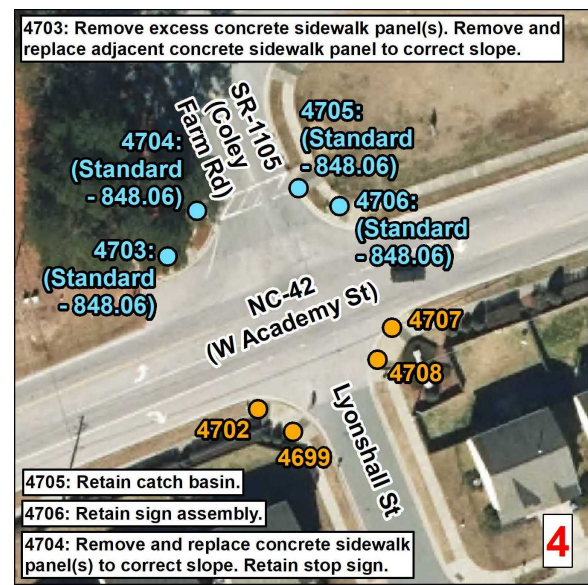 4703: Remove excess concrete sidewalk panel(s). Remove and
replace adjacent concrete sidewalk panel to correct slope.
SR-1105
(Coley
Farm Rd)
4704:
(Standard
- 848.06)
4705:
(Standard
- 848.06)
4703:
(Standard
- 848.06)
4706:
(Standard
- 848.06)
NC-42
(W Academy St)
4707
4708
4702
4699
Lyonshall St
4705: Retain catch basin.
4706: Retain sign assembly.
4704: Remove and replace concrete sidewalk
panel(s) to correct slope. Retain stop sign.
4